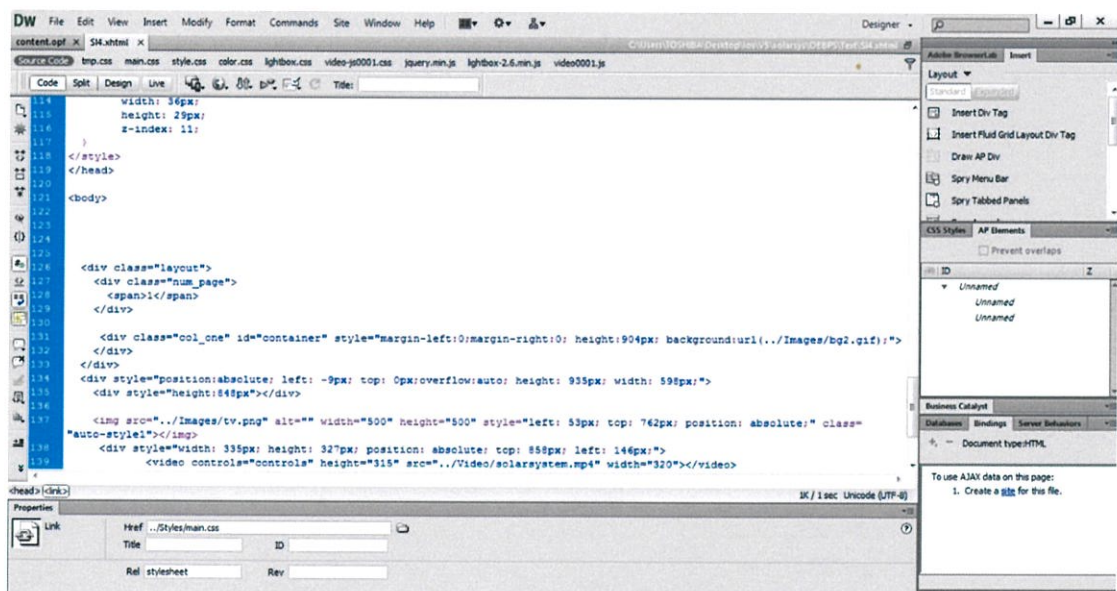 DW File Edit View Insert Modify Format Commands Site Window Help Designer
content.opf × Sl4.xhtml ×
Source Code tmp.css main.css style.css color.css lightbox.css video-js0001.css jquery.min.js lightbox-2.6.min.js video0001.js
Code Split Design Live Title:
114 width: 36px;
115 height: 29px;
116 z-index: 11;
117 }
118 </style>
119 </head>
120
121 <body>
122
123
124
125
126 <div class="layout">
127 <div class="num_page">
128 <span>1</span>
129 </div>
130
131 <div class="col_one" id="container" style="margin-left:0;margin-right:0; height:904px; background:url(../Images/bg2.gif);">
132 </div>
133 </div>
134 <div style="position:absolute; left: -9px; top: 0px;overflow:auto; height: 935px; width: 598px;">
135 <div style="height:848px"></div>
136
137 <img src="../Images/tv.png" alt="" width="500" height="500" style="left: 53px; top: 762px; position: absolute;" class=
"auto-style1"></img>
138 <div style="width: 335px; height: 327px; position: absolute; top: 858px; left: 146px;">
139 <video controls="controls" height="315" src="../Video/solarsystem.mp4" width="320"></video>
<head> <link>
1K / 1 sec Unicode (UTF-8)
Properties
Link Href ../Styles/main.css
Title ID
Rel stylesheet Rev
Adobe BrowserLab Insert
Layout
Standard Expanded
Insert Div Tag
Insert Fluid Grid Layout Div Tag
Draw AP Div
Spry Menu Bar
Spry Tabbed Panels
CSS Styles AP Elements
Prevent overlaps
ID Z
Unnamed
Unnamed
Unnamed
Business Catalyst
Databases Bindings Server Behaviors
Document type:HTML
To use AJAX data on this page:
1. Create a site for this file.